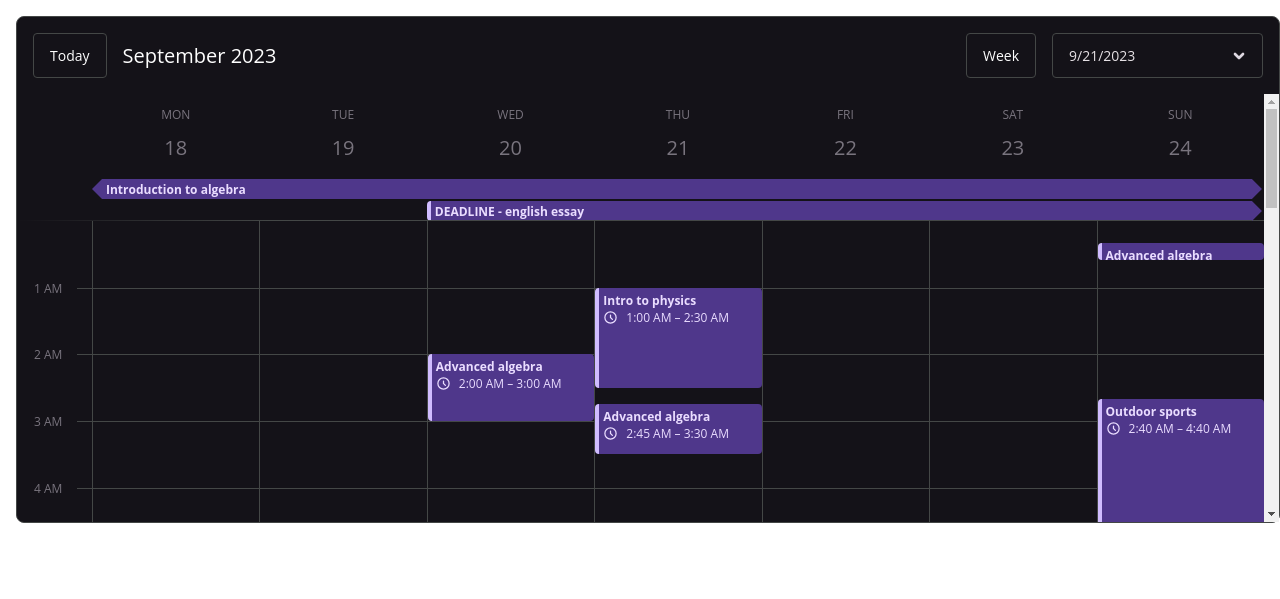 Today
September 2023
Week
9/21/2023
MON
TUE
WED
THU
FRI
SAT
SUN
18
19
20
21
22
23
24
Introduction to algebra
DEADLINE - english essay
Advanced algebra
1 AM
Intro to physics
1:00 AM – 2:30 AM
2 AM
Advanced algebra
2:00 AM – 3:00 AM
Advanced algebra
2:45 AM – 3:30 AM
Outdoor sports
2:40 AM – 4:40 AM
3 AM
4 AM